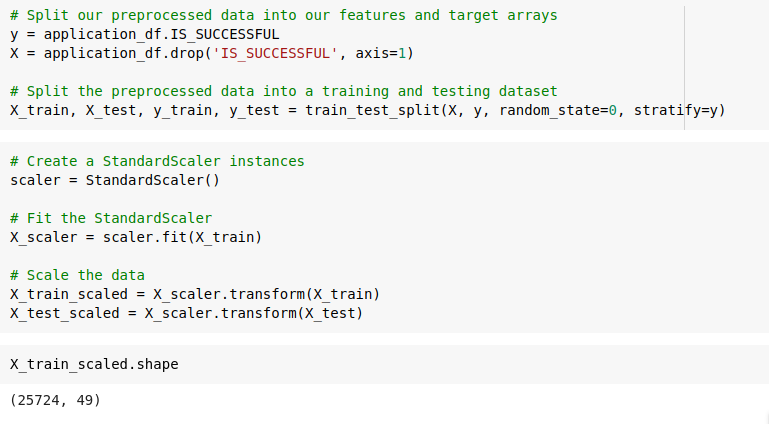 # Split our preprocessed data into our features and target arrays
y = application_df.IS_SUCCESSFUL
X = application_df.drop('IS_SUCCESSFUL', axis=1)
# Split the preprocessed data into a training and testing dataset
X_train, X_test, y_train, y_test = train_test_split(X, y, random_state=0, stratify=y)
# Create a StandardScaler instances
scaler = StandardScaler()
# Fit the StandardScaler
X_scaler = scaler.fit(X_train)
# Scale the data
X_train_scaled = X_scaler.transform(X_train)
X_test_scaled = X_scaler.transform(X_test)
X_train_scaled.shape
(25724, 49)